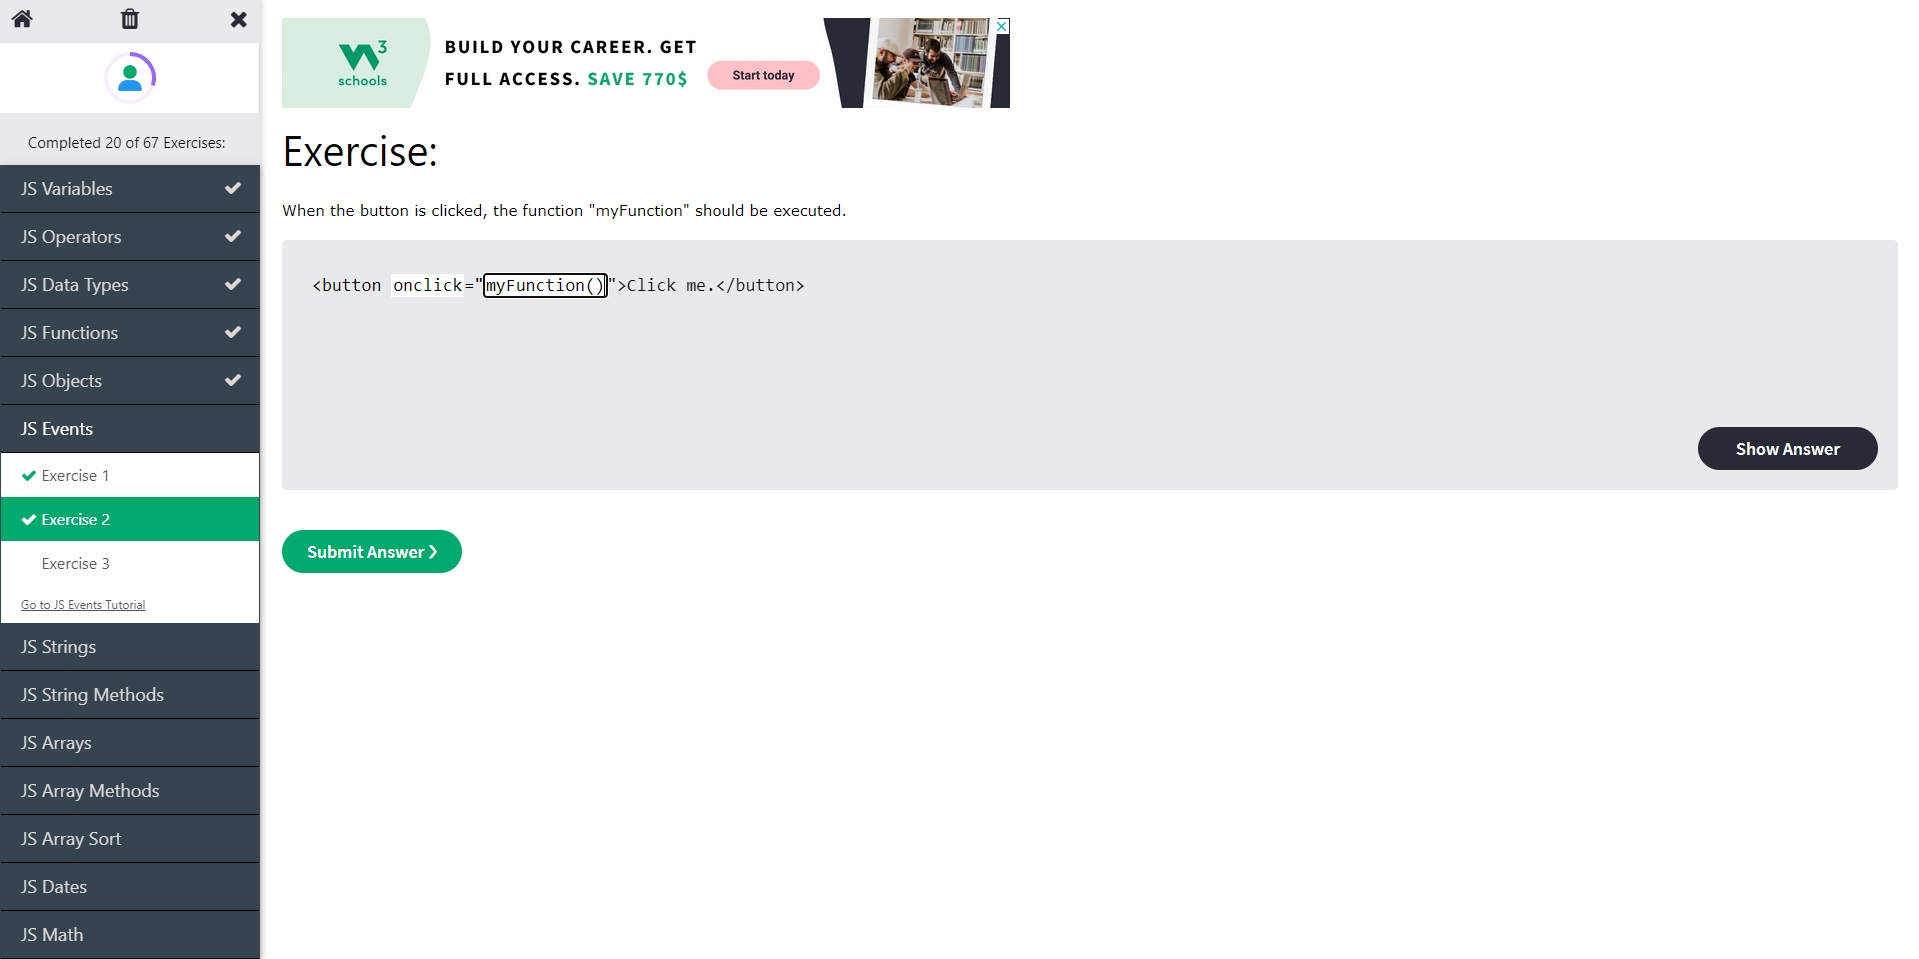 Completed 20 of 67 Exercises:
JS Variables
JS Operators
JS Data Types
JS Functions
JS Objects
JS Events
Exercise 1
Exercise 2
Exercise 3
Go to JS Events Tutorial
JS Strings
JS String Methods
JS Arrays
JS Array Methods
JS Array Sort
JS Dates
JS Math
w3
schools
BUILD YOUR CAREER. GET
FULL ACCESS. SAVE 770$
Start today
Exercise:
When the button is clicked, the function "myFunction" should be executed.
<button onclick="myFunction()">Click me.</button>
Show Answer
Submit Answer ❯